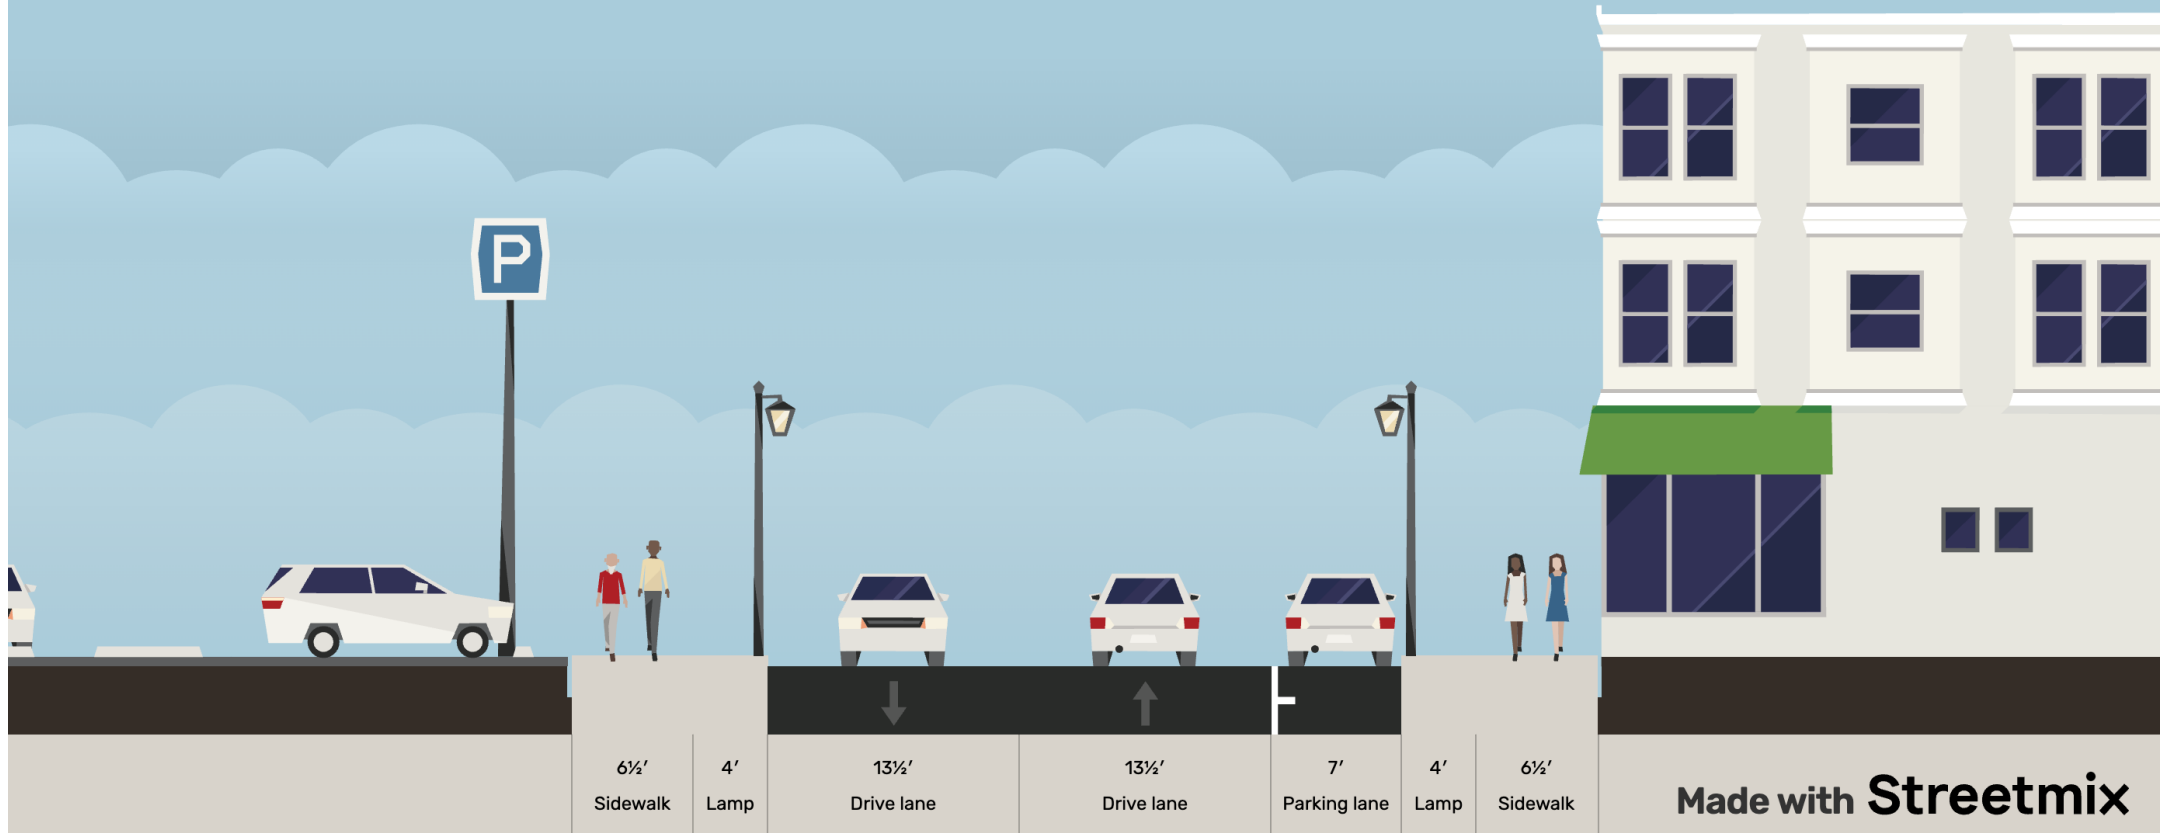 P
6½′
Sidewalk
4′
Lamp
13½′
Drive lane
13½′
Drive lane
7′
Parking lane
4′
Lamp
6½′
Sidewalk
Made with Streetmix